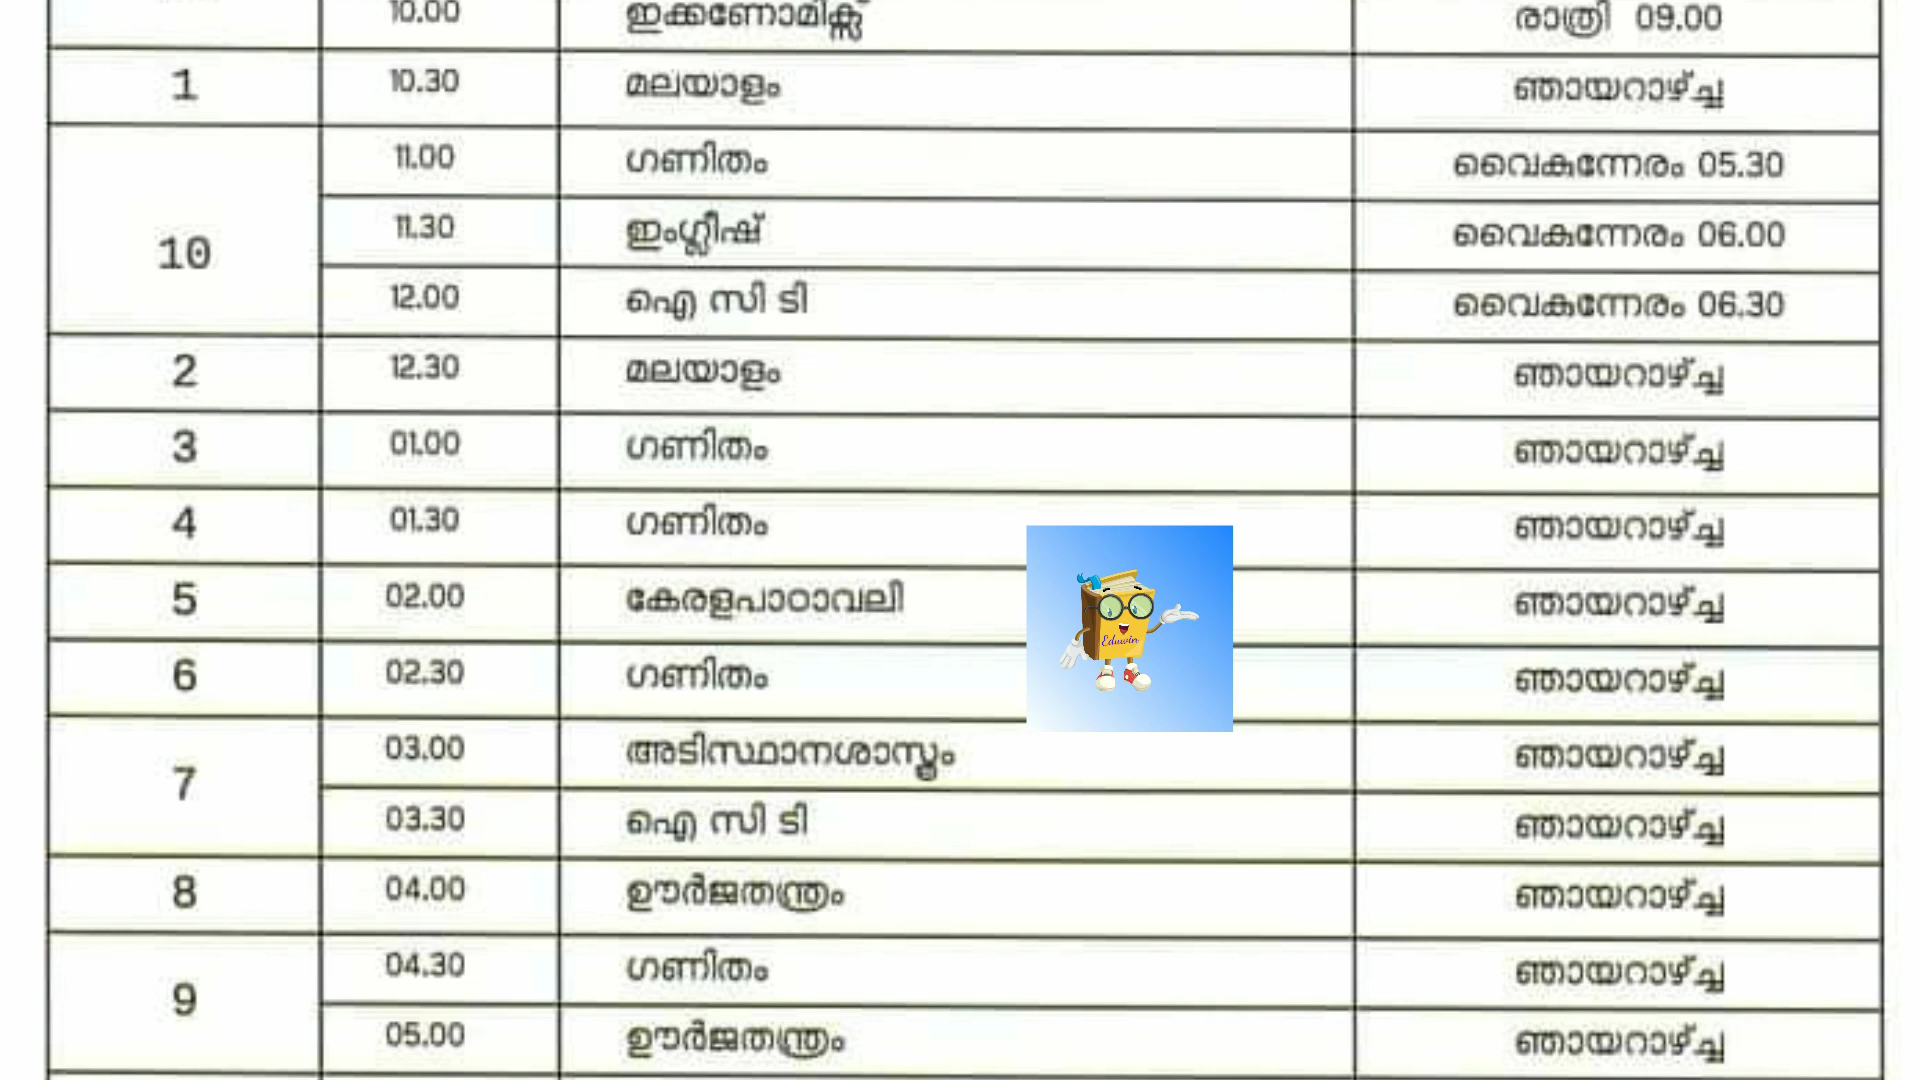 10.00 ഇക്കണോമിക്സ് രാത്രി 09.00
1 10.30 മലയാളം ഞായറാഴ്ച്ച
11.00 ഗണിതം വൈകുന്നേരം 05.30
10 11.30 ഇംഗ്ലീഷ് വൈകുന്നേരം 06.00
12.00 ഐ സി ടി വൈകുന്നേരം 06.30
2 12.30 മലയാളം ഞായറാഴ്ച്ച
3 01.00 ഗണിതം ഞായറാഴ്ച്ച
4 01.30 ഗണിതം ഞായറാഴ്ച്ച
5 02.00 കേരളപാഠാവലി ഞായറാഴ്ച്ച
Eduwin
6 02.30 ഗണിതം ഞായറാഴ്ച്ച
7 03.00 അടിസ്ഥാനശാസ്ത്രം ഞായറാഴ്ച്ച
03.30 ഐ സി ടി ഞായറാഴ്ച്ച
8 04.00 ഊർജതന്ത്രം ഞായറാഴ്ച്ച
9 04.30 ഗണിതം ഞായറാഴ്ച്ച
05.00 ഊർജതന്ത്രം ഞായറാഴ്ച്ച